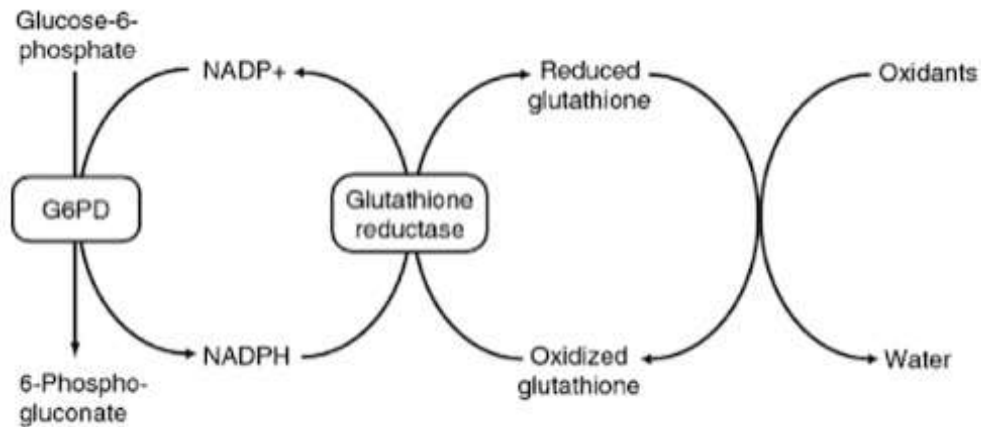 Glucose-6-
phosphate
NADP+
Reduced
glutathione
Oxidants
G6PD
Glutathione
reductase
NADPH
Oxidized
glutathione
Water
6-Phospho-
gluconate